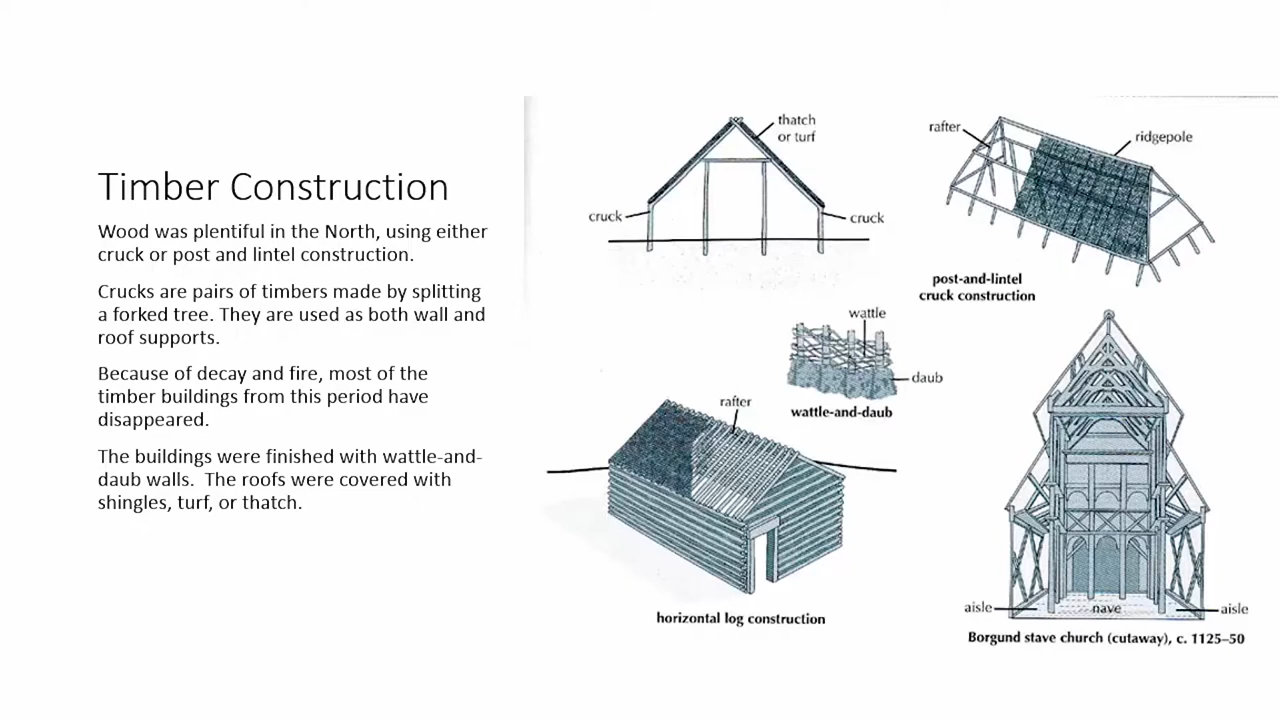 Timber Construction
Wood was plentiful in the North, using either
cruck or post and lintel construction.
Crucks are pairs of timbers made by splitting
a forked tree. They are used as both wall and
roof supports.
Because of decay and fire, most of the
timber buildings from this period have
disappeared.
The buildings were finished with wattle-and-
daub walls.  The roofs were covered with
shingles, turf, or thatch.
thatch
or turf
cruck
cruck
rafter
ridgepole
post-and-lintel
cruck construction
wattle
daub
wattle-and-daub
rafter
horizontal log construction
aisle
nave
aisle
Borgund stave church (cutaway), c. 1125–50